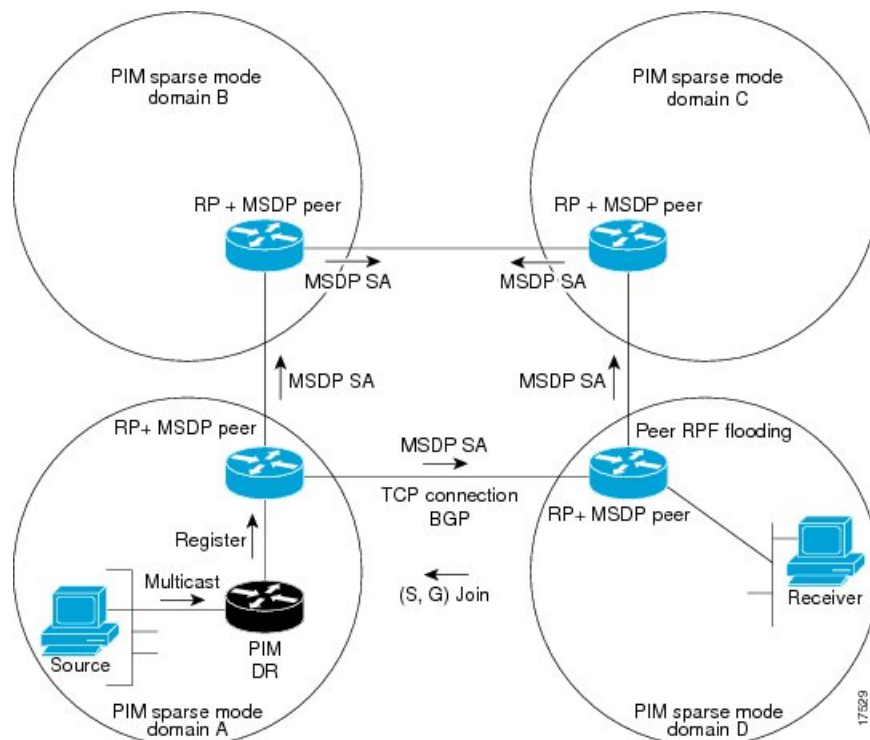 PIM sparse mode
domain B
PIM sparse mode
domain C
RP + MSDP peer
RP + MSDP peer
MSDP SA
MSDP SA
MSDP SA
MSDP SA
RP+ MSDP peer
MSDP SA
Peer RPF flooding
TCP connection
BGP
RP+ MSDP peer
Register
Multicast
(S, G) Join
Receiver
Source
PIM
DR
PIM sparse mode
domain A
PIM sparse mode
domain D
17529